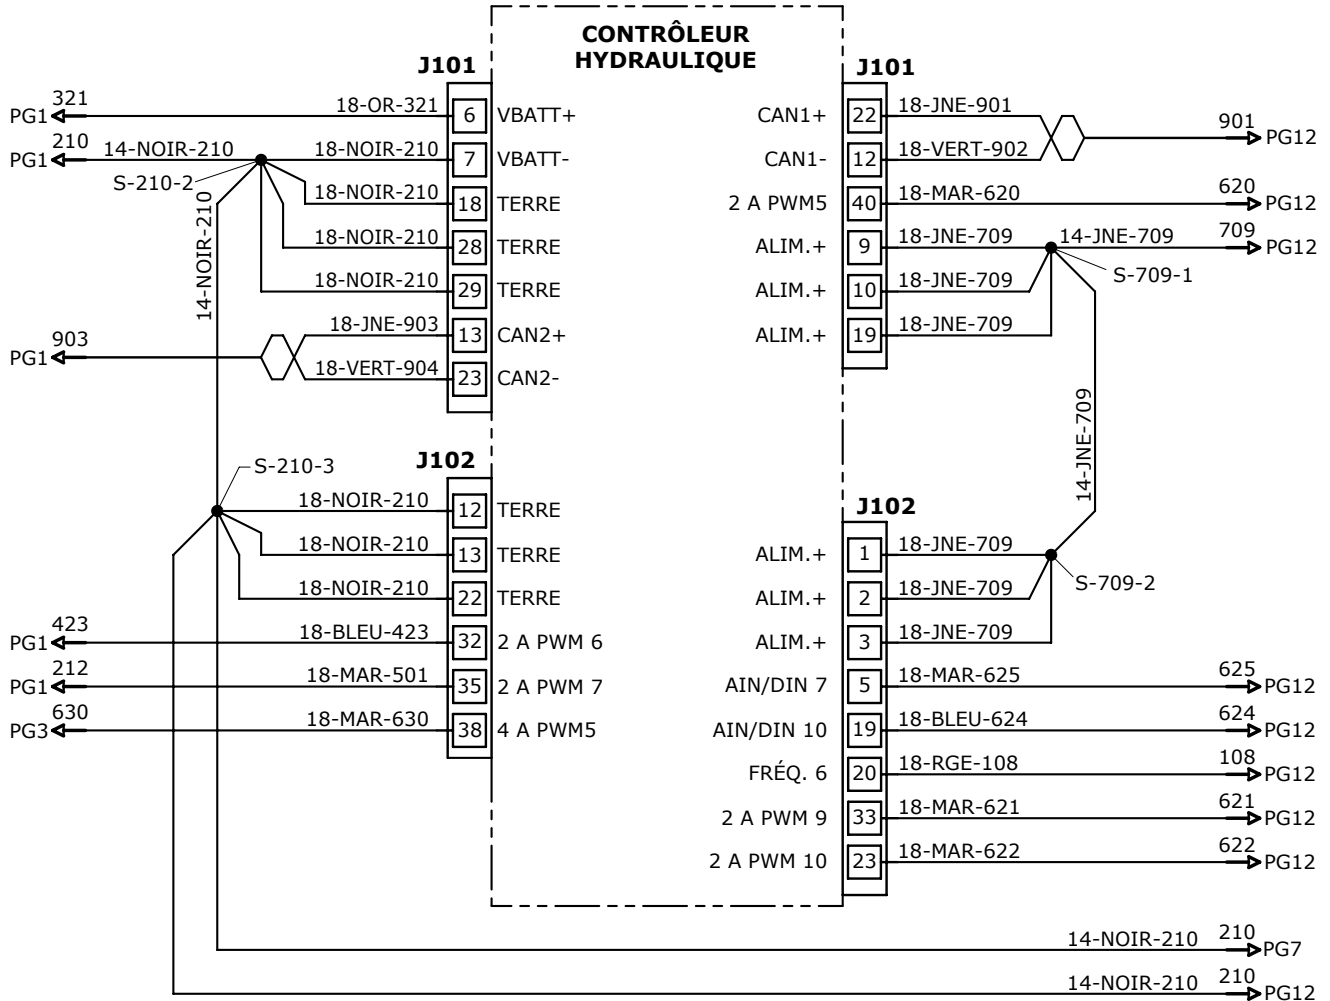 CONTRÔLEUR
HYDRAULIQUE
J101
PG1 321 18-OR-321 6 VBATT+
PG1 210 14-NOIR-210 18-NOIR-210 7 VBATT-
S-210-2
14-NOIR-210
18-NOIR-210 18 TERRE
18-NOIR-210 28 TERRE
18-NOIR-210 29 TERRE
18-JNE-903 13 CAN2+
PG1 903
18-VERT-904 23 CAN2-
J102
S-210-3
18-NOIR-210 12 TERRE
18-NOIR-210 13 TERRE
18-NOIR-210 22 TERRE
PG1 423 18-BLEU-423 32 2 A PWM 6
PG1 212 18-MAR-501 35 2 A PWM 7
PG3 630 18-MAR-630 38 4 A PWM5
J101
CAN1+ 22 18-JNE-901
901 PG12
CAN1- 12 18-VERT-902
2 A PWM5 40 18-MAR-620 620 PG12
ALIM.+ 9 18-JNE-709 14-JNE-709 709 PG12
S-709-1
ALIM.+ 10 18-JNE-709
ALIM.+ 19 18-JNE-709
14-JNE-709
J102
ALIM.+ 1 18-JNE-709
S-709-2
ALIM.+ 2 18-JNE-709
ALIM.+ 3 18-JNE-709
AIN/DIN 7 5 18-MAR-625 625 PG12
AIN/DIN 10 19 18-BLEU-624 624 PG12
FRÉQ. 6 20 18-RGE-108 108 PG12
2 A PWM 9 33 18-MAR-621 621 PG12
2 A PWM 10 23 18-MAR-622 622 PG12
14-NOIR-210 210 PG7
14-NOIR-210 210 PG12